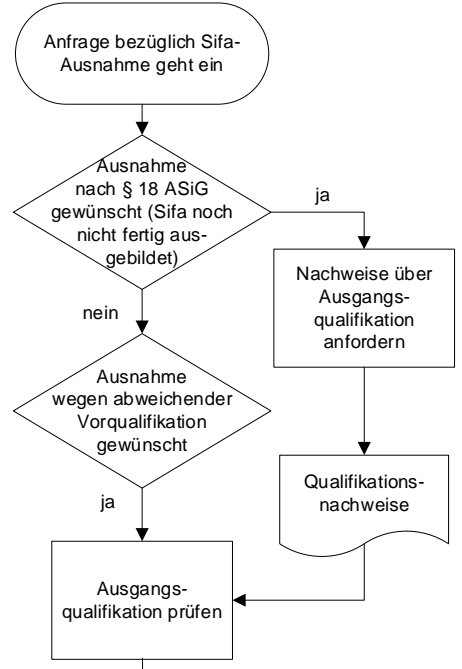 Anfrage bezüglich Sifa-
Ausnahme geht ein
Ausnahme
nach § 18 ASiG
gewünscht (Sifa noch
nicht fertig aus-
gebildet)
ja
Nachweise über
Ausgangs-
qualifikation
anfordern
nein
Ausnahme
wegen abweichender
Vorqualifikation
gewünscht
Qualifikations-
nachweise
ja
Ausgangs-
qualifikation prüfen